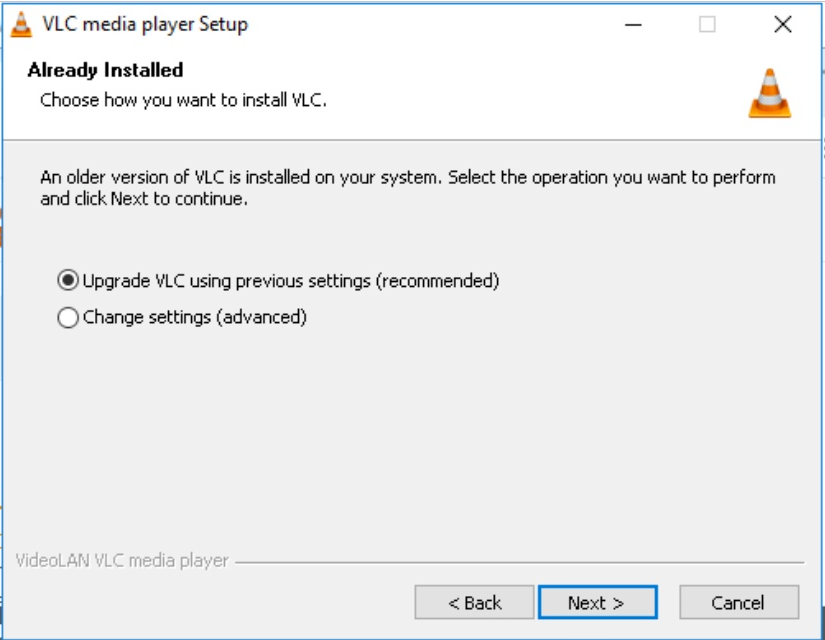 VLC media player Setup
Already Installed
Choose how you want to install VLC.
An older version of VLC is installed on your system. Select the operation you want to perform
and click Next to continue.
Upgrade VLC using previous settings (recommended)
Change settings (advanced)
VideoLAN VLC media player
< Back
Next >
Cancel